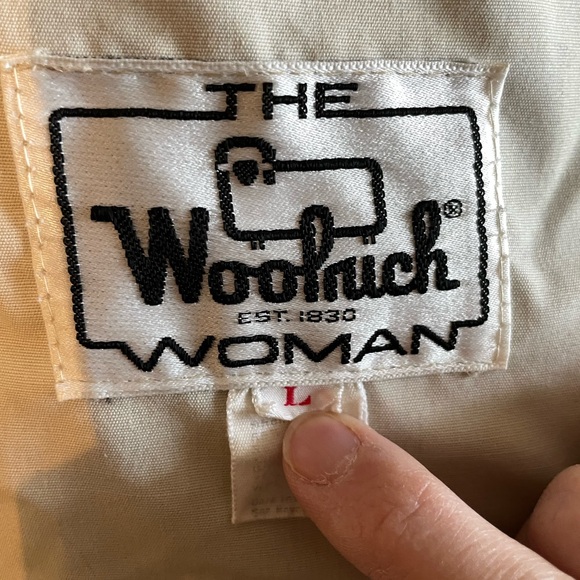 THE
Woolrich®
EST. 1830
WOMAN
L